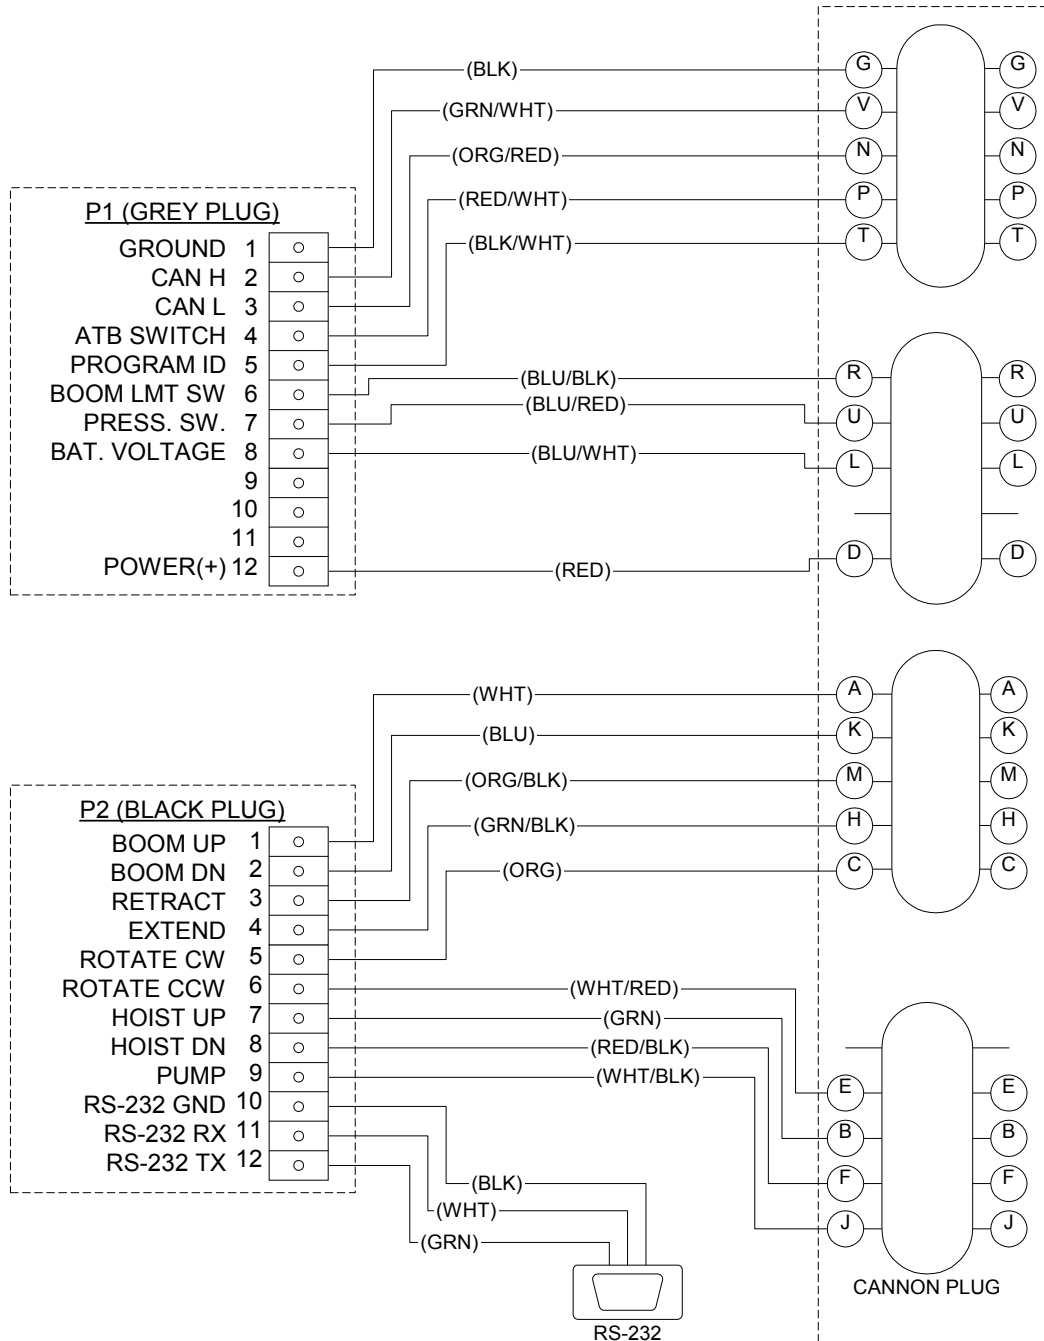 (BLK) G G
(GRN/WHT) V V
(ORG/RED) N N
(RED/WHT) P P
(BLK/WHT) T T
P1 (GREY PLUG)
GROUND 1
CAN H 2
CAN L 3
ATB SWITCH 4
PROGRAM ID 5
BOOM LMT SW 6
PRESS. SW. 7
BAT. VOLTAGE 8
9
10
11
POWER(+) 12
(BLU/BLK) R R
(BLU/RED) U U
(BLU/WHT) L L
(RED) D D
(WHT) A A
(BLU) K K
(ORG/BLK) M M
(GRN/BLK) H H
(ORG) C C
P2 (BLACK PLUG)
BOOM UP 1
BOOM DN 2
RETRACT 3
EXTEND 4
ROTATE CW 5
ROTATE CCW 6
HOIST UP 7
HOIST DN 8
PUMP 9
RS-232 GND 10
RS-232 RX 11
RS-232 TX 12
(WHT/RED) E E
(GRN) B B
(RED/BLK) F F
(WHT/BLK) J J
(BLK)
(WHT)
(GRN)
RS-232
CANNON PLUG